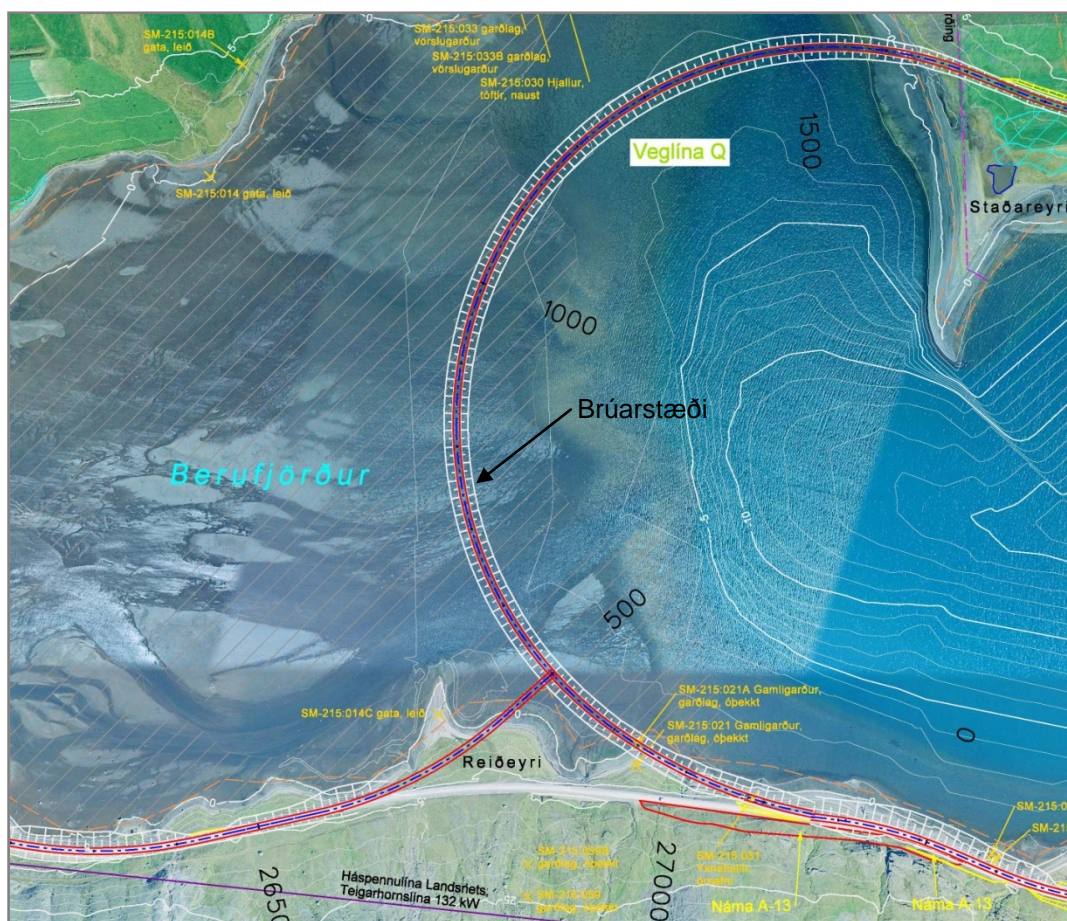 SM-215:014B
gata, leið
SM-215:033 garðlag,
vörslugarður
SM-215:033B garðlag,
vörslugarður
SM-215:030 Hjallur,
tóftir, naust
1500
Veglína Q
SM-215:014 gata, leið
Staðareyri
1000
Brúarstæði
Berufjörður
-5
-10
500
SM-215:014C gata, leið
SM-215:021A Gamligarður,
garðlag, óþekkt
SM-215:021 Gamligarður,
garðlag, óþekkt
0
Reiðeyri
Háspennulína Landsnets;
Teigarhornslína 132 kW
27000
Náma A-13
Náma A-13